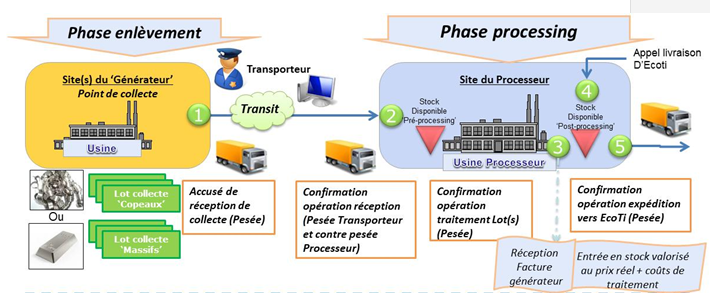 Phase enlèvement
Phase processing
Site(s) du ‘Générateur’
Point de collecte
Usine
1
Transporteur
Transit
Site du Processeur
Appel livraison
D’Ecoti
2
Stock
Disponible
‘Pré-processing’
Usine Processeur
3
4
Stock
Disponible
‘Post-processing’
5
Ou
Lot collecte
‘Copeaux’
Lot collecte
‘Massifs’
Accusé de
réception de
collecte (Pesée)
Confirmation
opération réception
(Pesée Transporteur
et contre pesée
Processeur)
Confirmation
opération
traitement Lot(s)
(Pesée)
Confirmation
opération expédition
vers EcoTi (Pesée)
Réception
Facture
générateur
Entrée en stock valorisé
au prix réel + coûts de
traitement